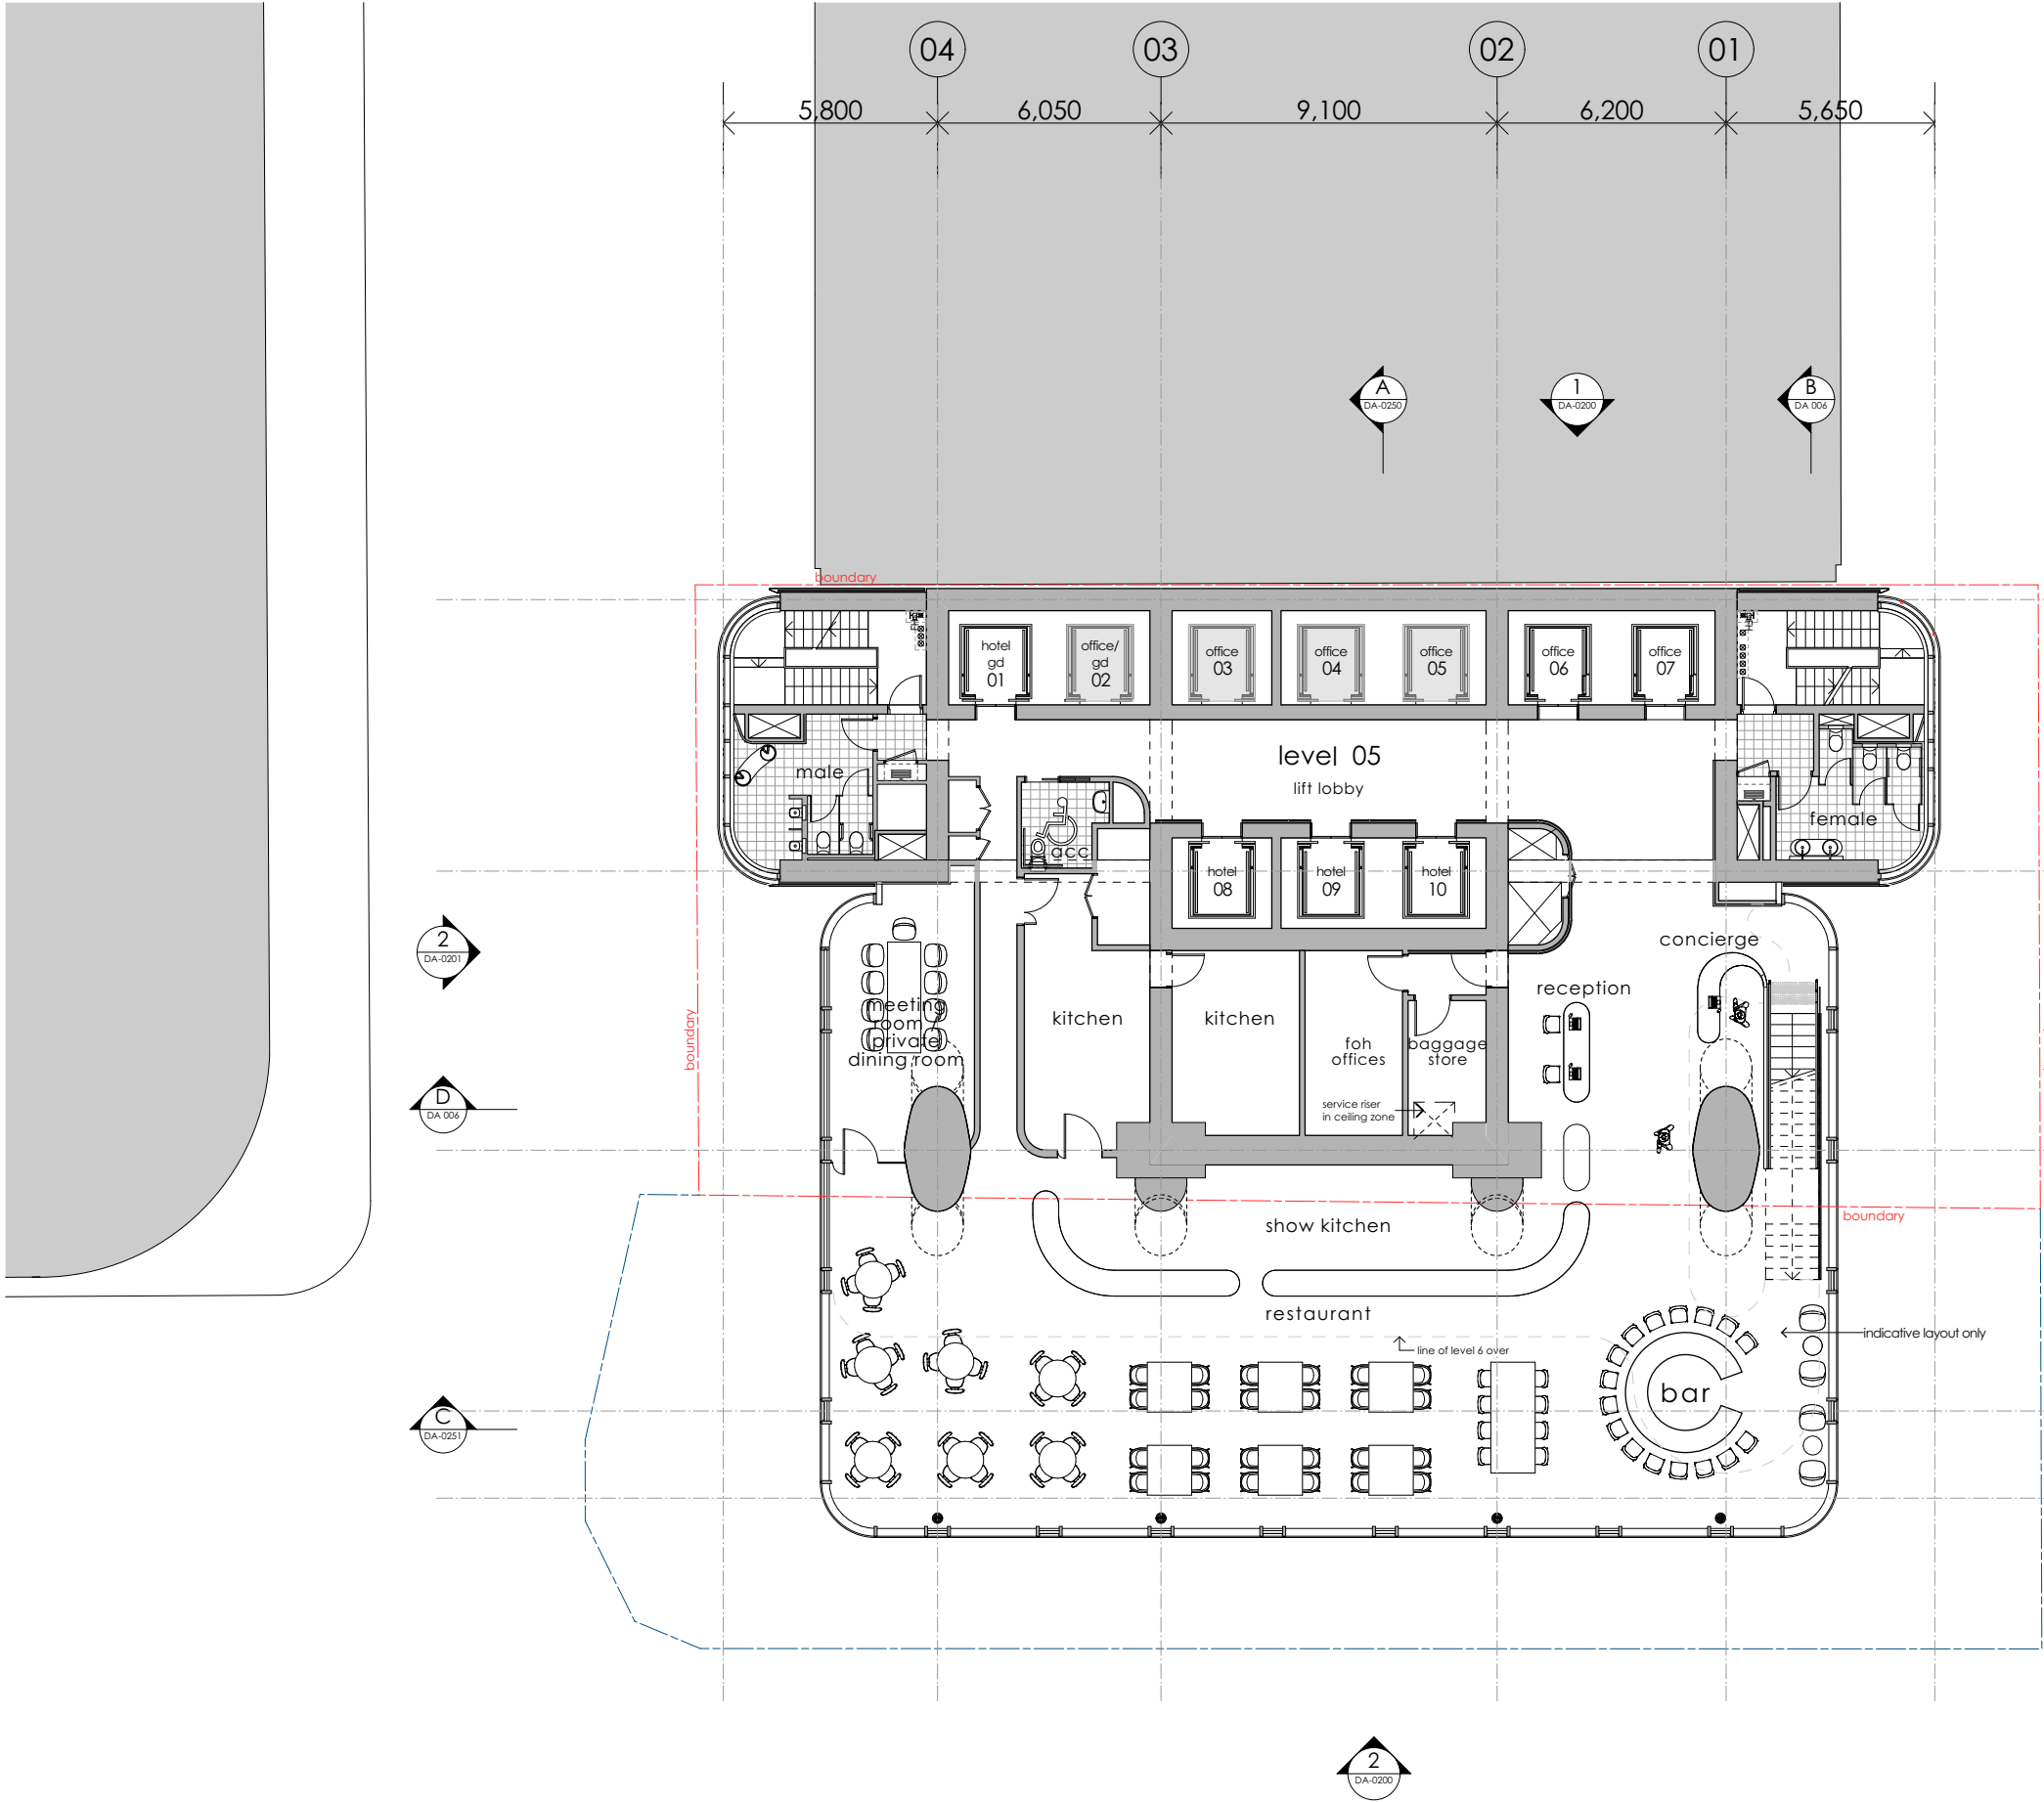 04
03
02
01
5,800
6,050
9,100
6,200
5,650
A
DA-0250
1
DA-0200
B
DA 006
boundary
hotel
gd
01
office/
gd
02
office
03
office
04
office
05
office
06
office
07
level 05
lift lobby
male
acc
female
hotel
08
hotel
09
hotel
10
2
DA-0201
concierge
reception
meeting
room /
private
dining room
kitchen
kitchen
foh
offices
baggage
store
boundary
D
DA 006
service riser
in ceiling zone
show kitchen
boundary
restaurant
line of level 6 over
indicative layout only
bar
C
DA-0251
2
DA-0200